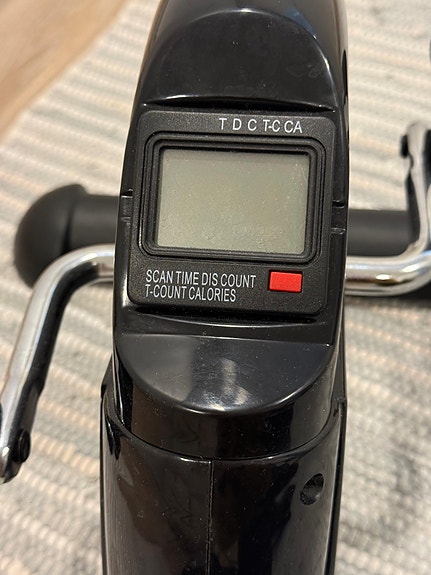 T D C T-C CA
SCAN TIME DIS COUNT
T-COUNT CALORIES